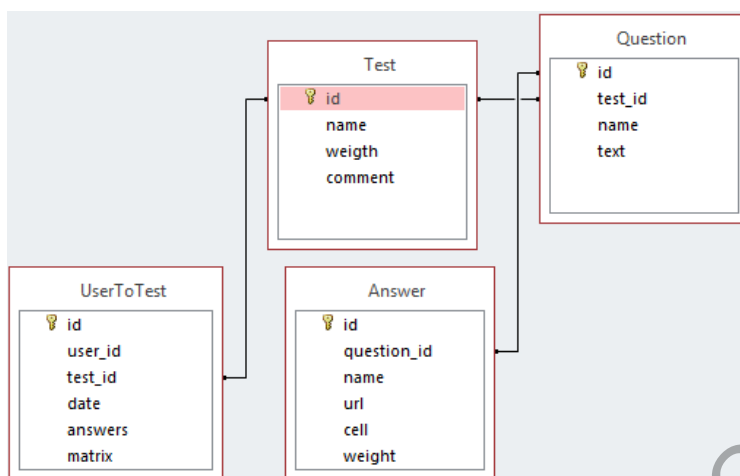 Test
id
name
weigth
comment
Question
id
test_id
name
text
UserToTest
id
user_id
test_id
date
answers
matrix
Answer
id
question_id
name
url
cell
weight